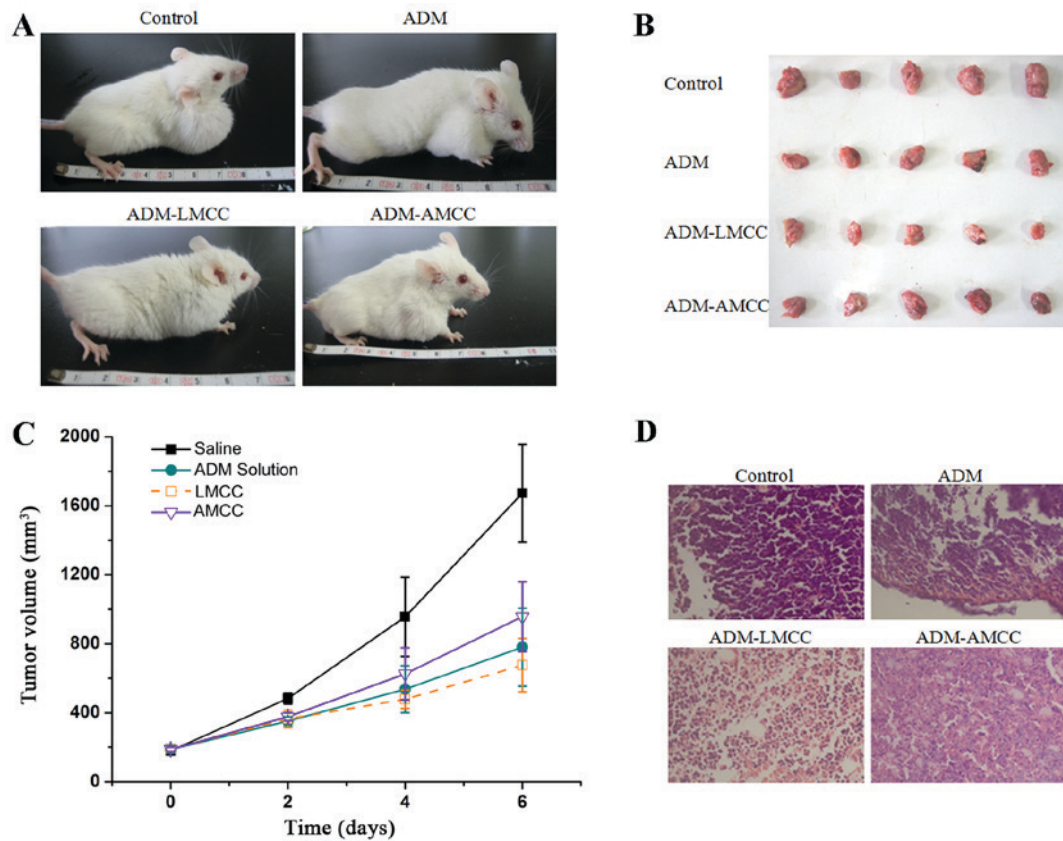 A
Control
ADM
ADM-LMCC
ADM-AMCC
B
Control
ADM
ADM-LMCC
ADM-AMCC
C
2000
1600
1200
800
400
0
Tumor volume (mm³)
Saline
ADM Solution
LMCC
AMCC
0 2 4 6
Time (days)
D
Control
ADM
ADM-LMCC
ADM-AMCC